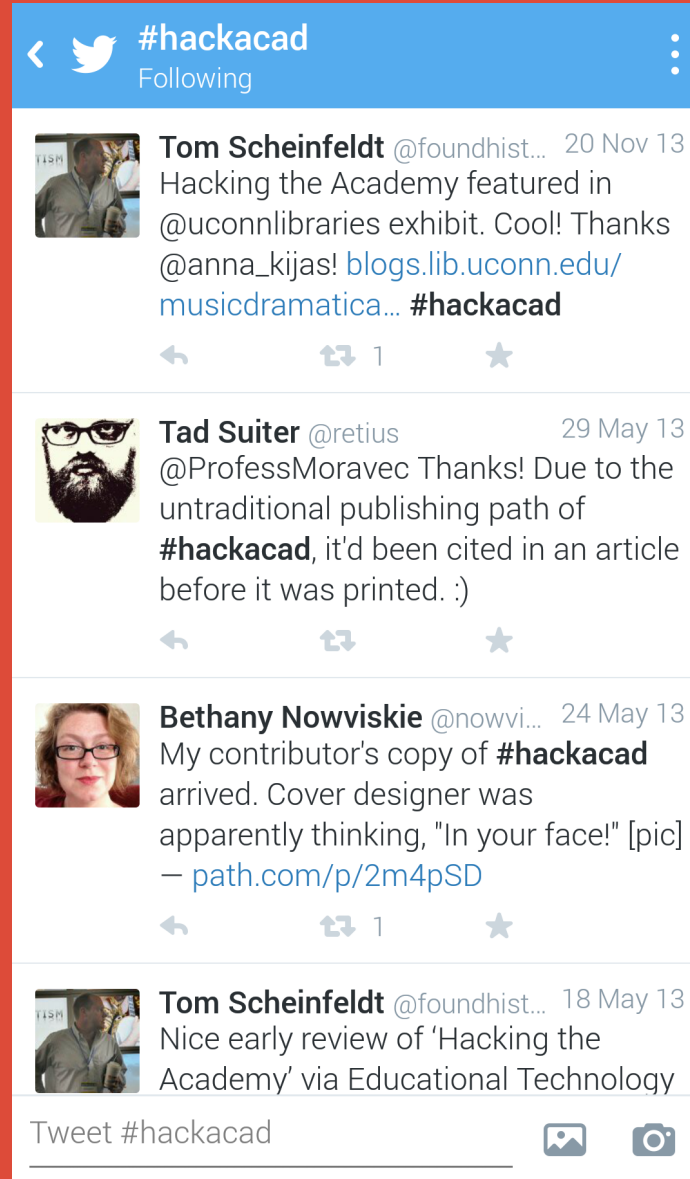 #hackacad
Following
Tom Scheinfeldt @foundhist… 20 Nov 13
Hacking the Academy featured in
@uconnlibraries exhibit. Cool! Thanks
@anna_kijas! blogs.lib.uconn.edu/
musicdramatica… #hackacad
1
Tad Suiter @retius 29 May 13
@ProfessMoravec Thanks! Due to the
untraditional publishing path of
#hackacad, it'd been cited in an article
before it was printed. :)
Bethany Nowviskie @nowvi… 24 May 13
My contributor's copy of #hackacad
arrived. Cover designer was
apparently thinking, "In your face!" [pic]
— path.com/p/2m4pSD
1
Tom Scheinfeldt @foundhist… 18 May 13
Nice early review of ‘Hacking the
Academy’ via Educational Technology
Tweet #hackacad
TISM
TISM